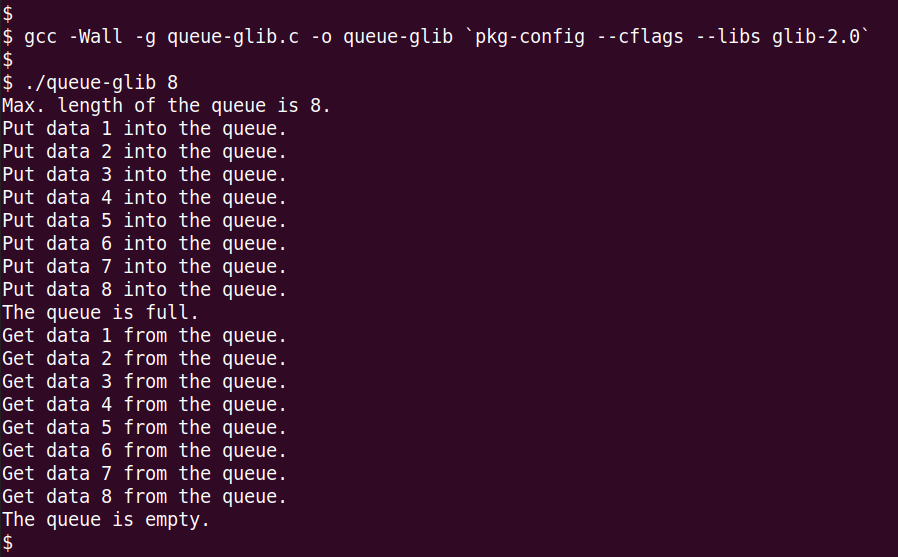 $
$ gcc -Wall -g queue-glib.c -o queue-glib `pkg-config --cflags --libs glib-2.0`
$
$ ./queue-glib 8
Max. length of the queue is 8.
Put data 1 into the queue.
Put data 2 into the queue.
Put data 3 into the queue.
Put data 4 into the queue.
Put data 5 into the queue.
Put data 6 into the queue.
Put data 7 into the queue.
Put data 8 into the queue.
The queue is full.
Get data 1 from the queue.
Get data 2 from the queue.
Get data 3 from the queue.
Get data 4 from the queue.
Get data 5 from the queue.
Get data 6 from the queue.
Get data 7 from the queue.
Get data 8 from the queue.
The queue is empty.
$